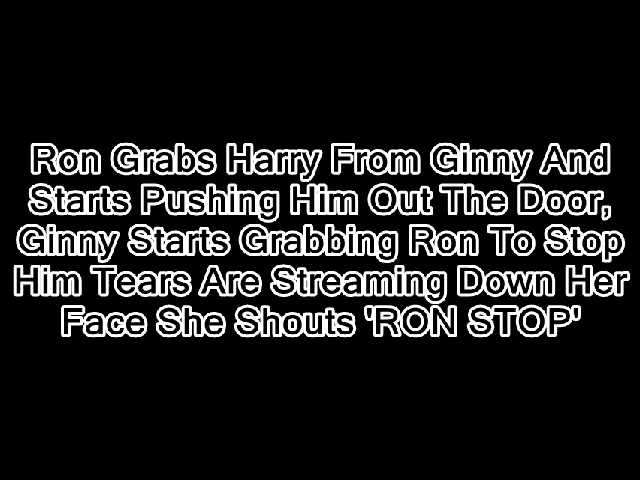 Ron Grabs Harry From Ginny And
Starts Pushing Him Out The Door,
Ginny Starts Grabbing Ron To Stop
Him Tears Are Streaming Down Her
Face She Shouts 'RON STOP'